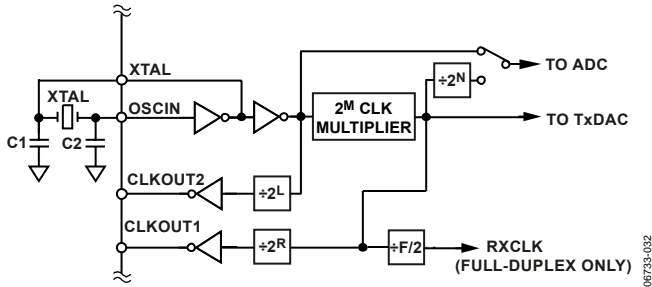 XTAL
TO ADC
÷2ᴺ
XTAL
OSCIN
2ᴹ CLK
MULTIPLIER
TO TxDAC
C1
C2
CLKOUT2
÷2ᴸ
CLKOUT1
÷2ᴿ
÷F/2
RXCLK
(FULL-DUPLEX ONLY)
06733-032